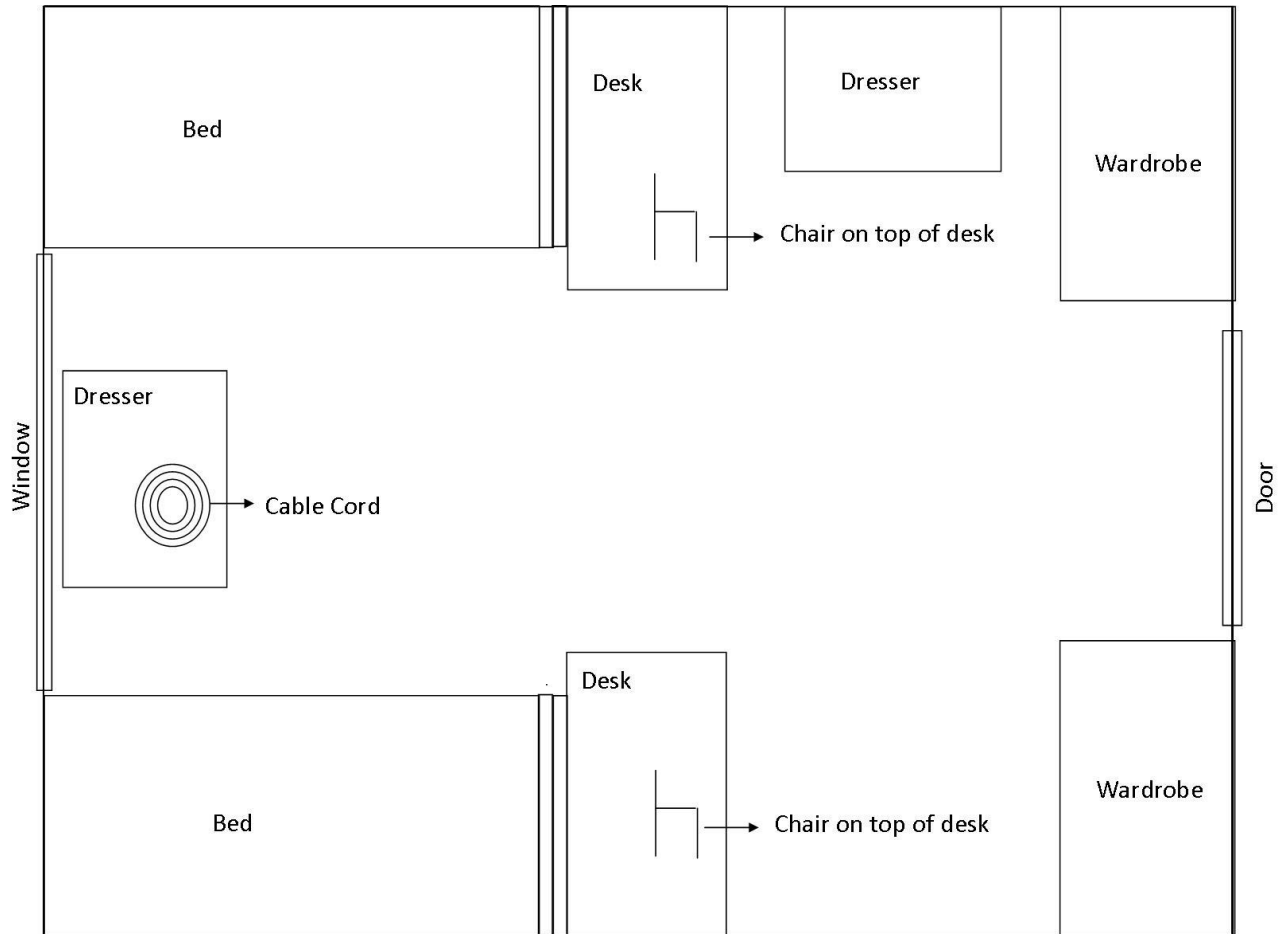 Bed
Desk
Dresser
Wardrobe
Chair on top of desk
Window
Dresser
Cable Cord
Door
Desk
Bed
Chair on top of desk
Wardrobe